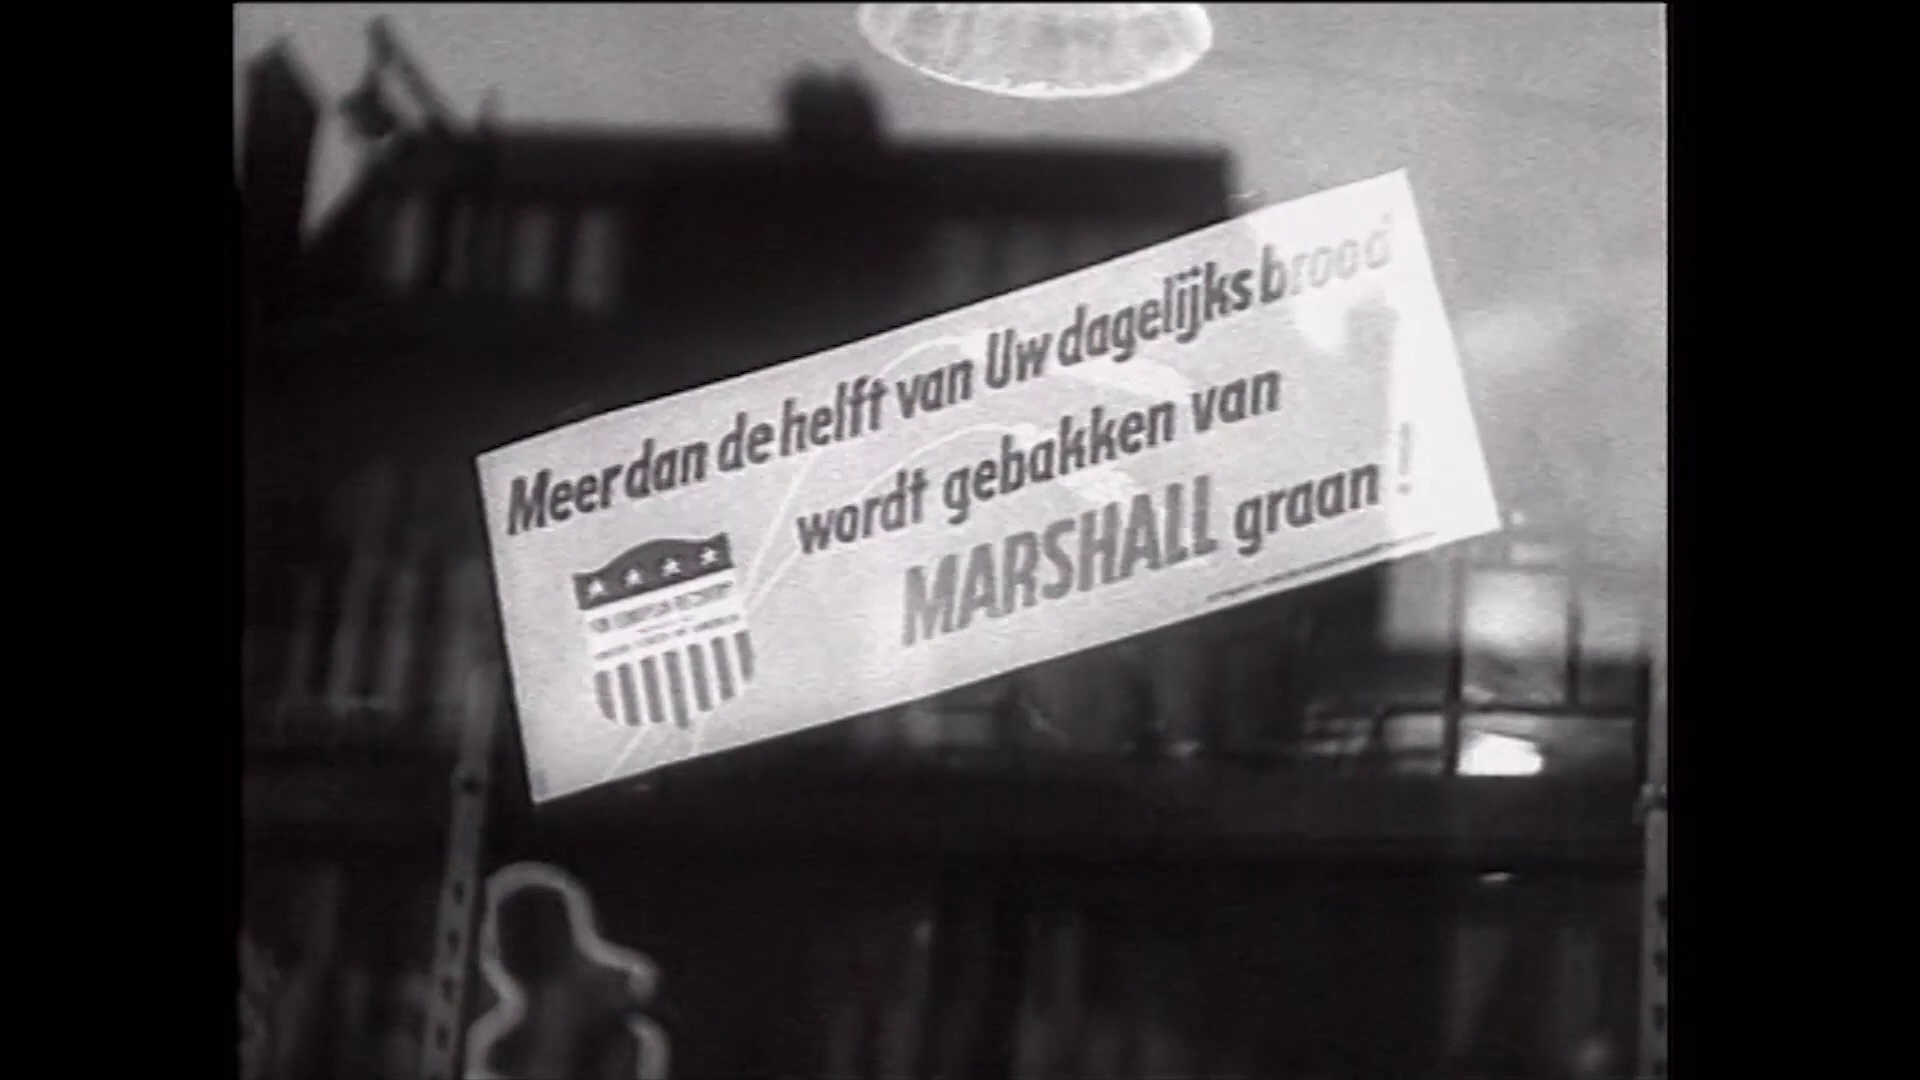 Meer dan de helft van Uw dagelijks brood
wordt gebakken van
MARSHALL graan!